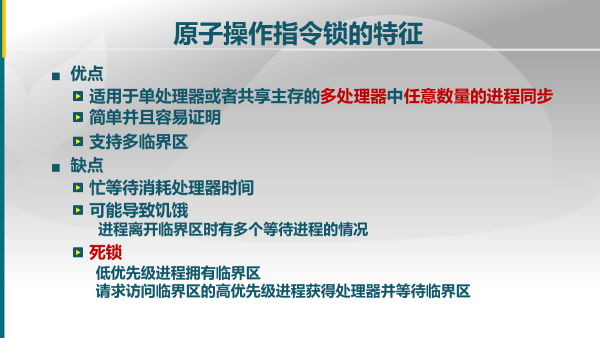 原子操作指令锁的特征
优点
适用于单处理器或者共享主存的多处理器中任意数量的进程同步
简单并且容易证明
支持多临界区
缺点
忙等待消耗处理器时间
可能导致饥饿
进程离开临界区时有多个等待进程的情况
死锁
低优先级进程拥有临界区
请求访问临界区的高优先级进程获得处理器并等待临界区